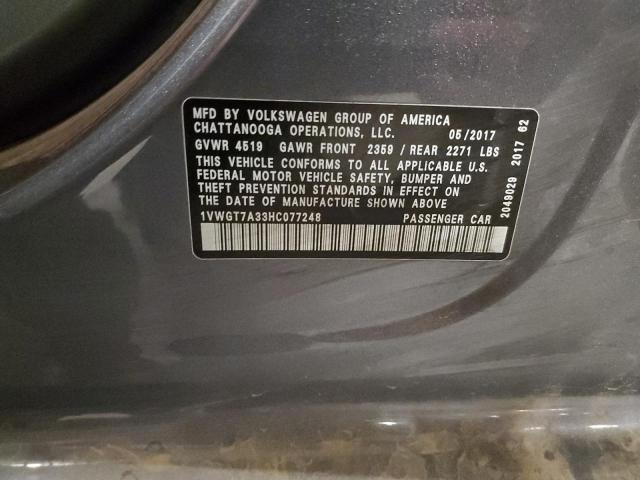 MFD BY VOLKSWAGEN GROUP OF AMERICA
CHATTANOOGA OPERATIONS, LLC. 05/2017
GVWR 4519 GAWR FRONT 2359 / REAR 2271 LBS
THIS VEHICLE CONFORMS TO ALL APPLICABLE U.S.
FEDERAL MOTOR VEHICLE SAFETY, BUMPER AND
THEFT PREVENTION STANDARDS IN EFFECT ON
THE DATE OF MANUFACTURE SHOWN ABOVE
1VWGT7A33HC077248 PASSENGER CAR
2049029 2017 62